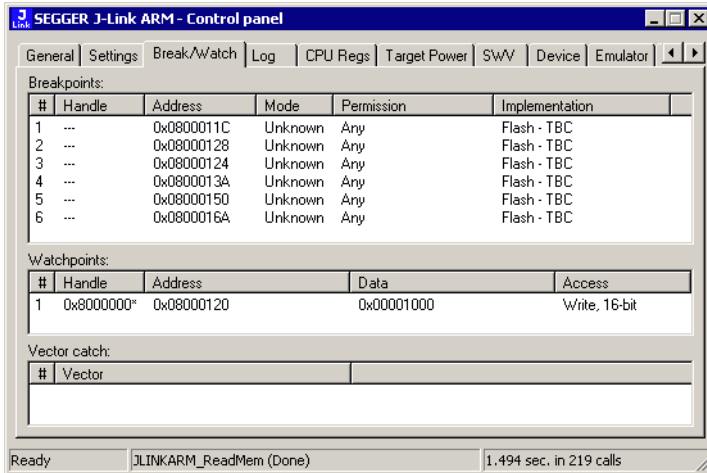 J Link SEGGER J-Link ARM - Control panel
General Settings Break/Watch Log CPU Regs Target Power SWV Device Emulator
Breakpoints:
# Handle Address Mode Permission Implementation
1 --- 0x0800011C Unknown Any Flash - TBC
2 --- 0x08000128 Unknown Any Flash - TBC
3 --- 0x08000124 Unknown Any Flash - TBC
4 --- 0x0800013A Unknown Any Flash - TBC
5 --- 0x08000150 Unknown Any Flash - TBC
6 --- 0x0800016A Unknown Any Flash - TBC
Watchpoints:
# Handle Address Data Access
1 0x8000000* 0x08000120 0x00001000 Write, 16-bit
Vector catch:
# Vector
Ready JLINKARM_ReadMem (Done) 1.494 sec. in 219 calls